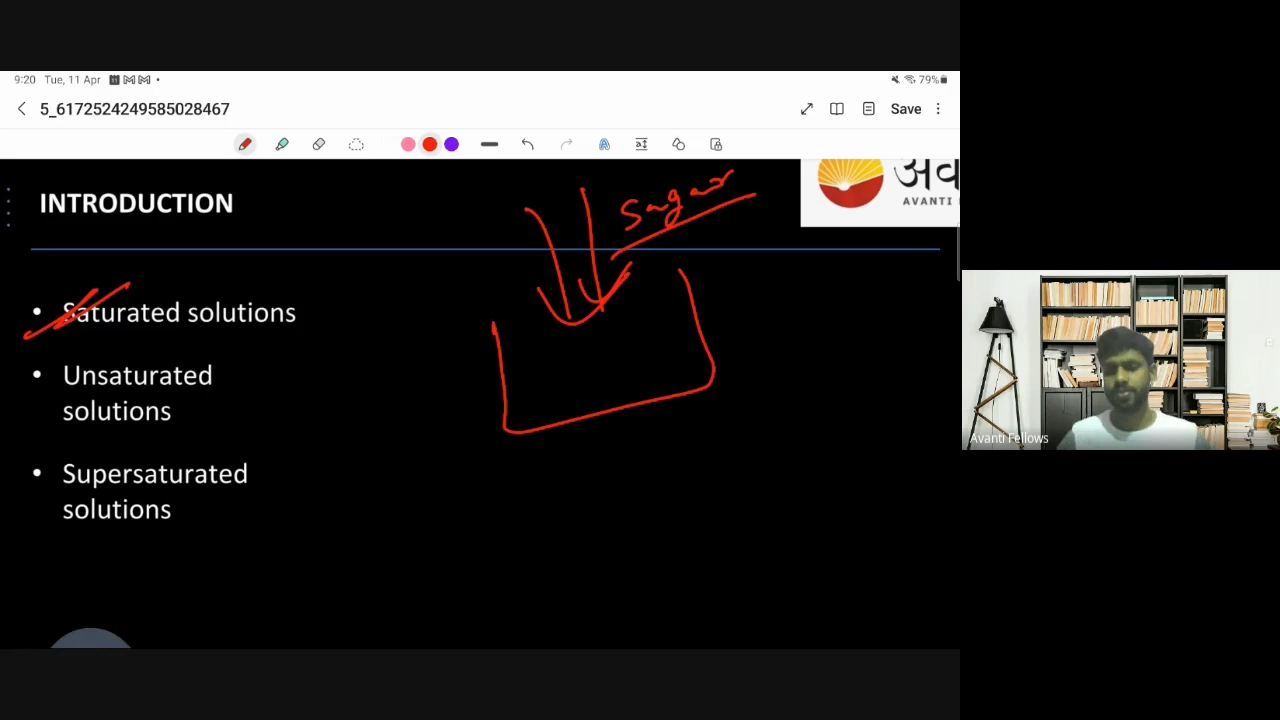 9:20 Tue, 11 Apr
79%
5_6172524249585028467
Save
INTRODUCTION
Sugar
अव
AVANTI
• Saturated solutions
• Unsaturated
solutions
• Supersaturated
solutions
Avanti Fellows